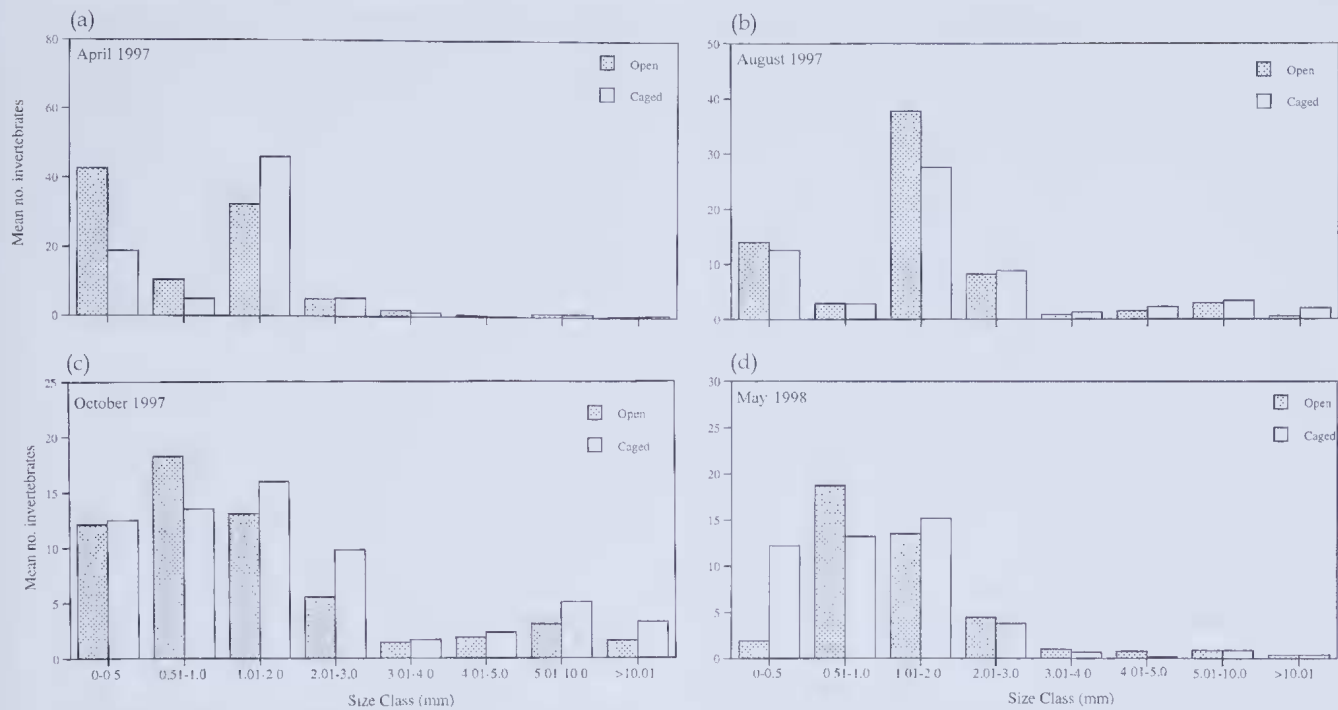 (a)
April 1997
Open
Caged
80
60
40
20
0
Mean no. invertebrates
(b)
August 1997
Open
Caged
50
40
30
20
10
0
(c)
October 1997
Open
Caged
25
20
15
10
5
0
Mean no. invertebrates
0-0.5 0.51-1.0 1.01-2.0 2.01-3.0 3.01-4.0 4.01-5.0 5.01-10.0 >10.01
Size Class (mm)
(d)
May 1998
Open
Caged
30
25
20
15
10
5
0
0-0.5 0.51-1.0 1.01-2.0 2.01-3.0 3.01-4.0 4.01-5.0 5.01-10.0 >10.01
Size Class (mm)